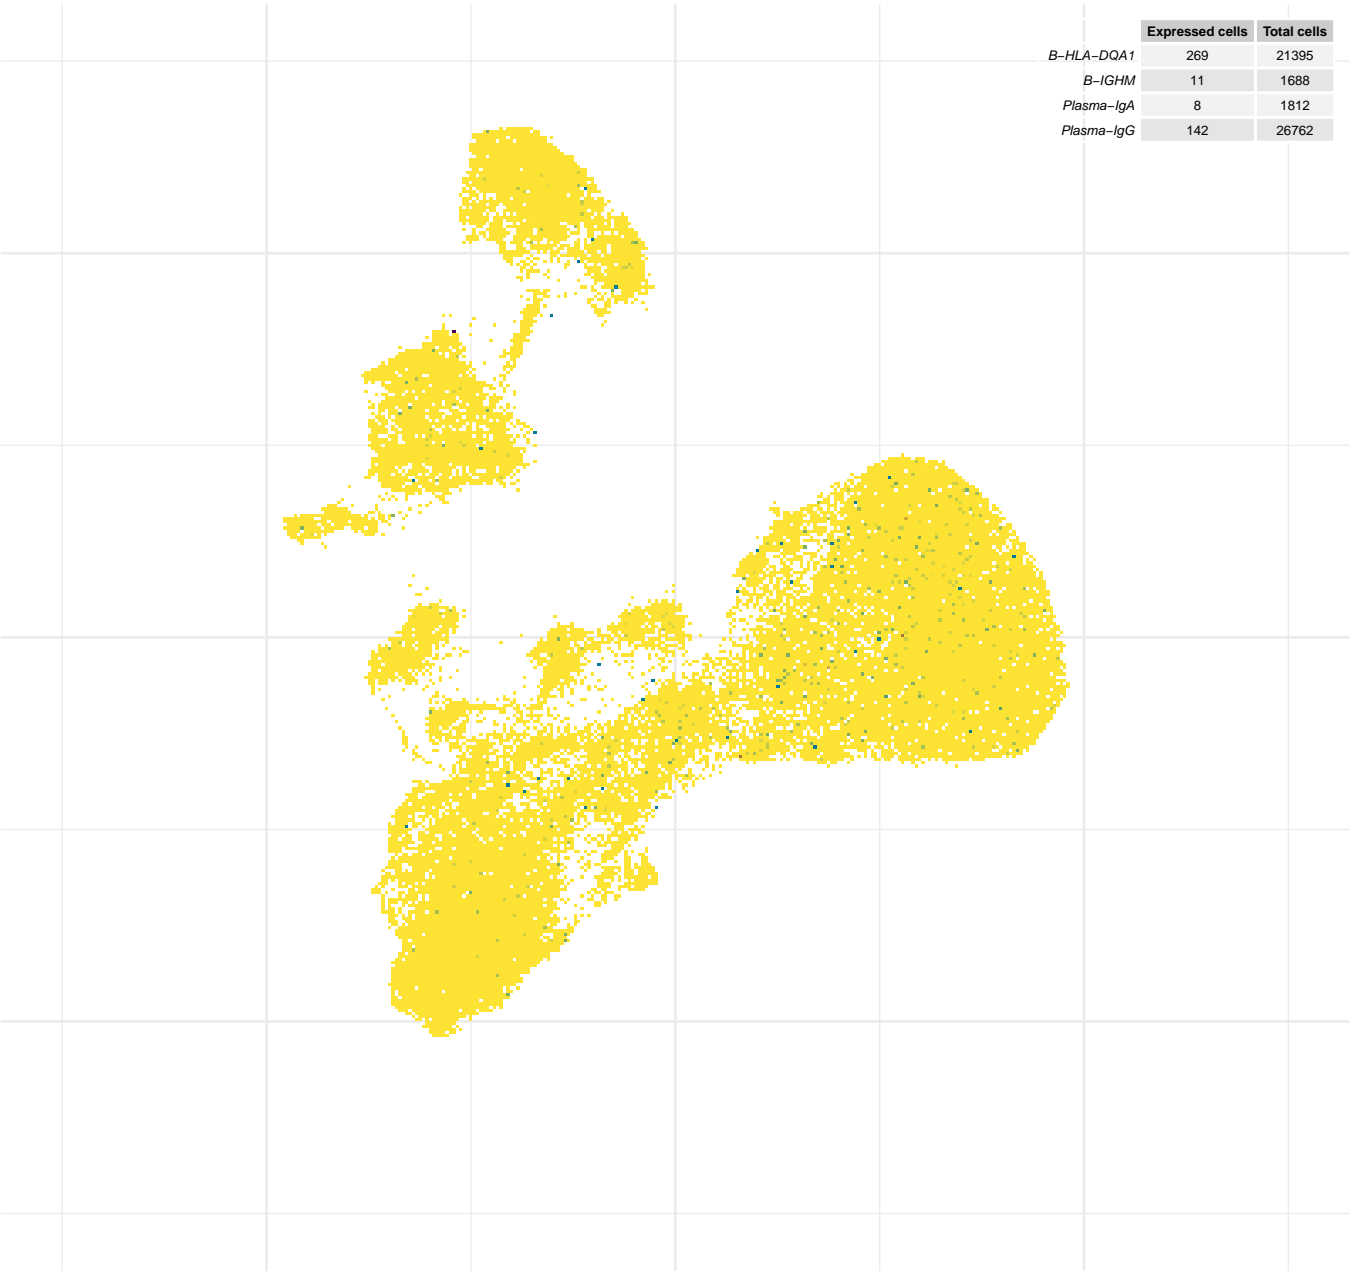 Expressed cells Total cells
B−HLA−DQA1 269 21395
B−IGHM 11 1688
Plasma−IgA 8 1812
Plasma−IgG 142 26762